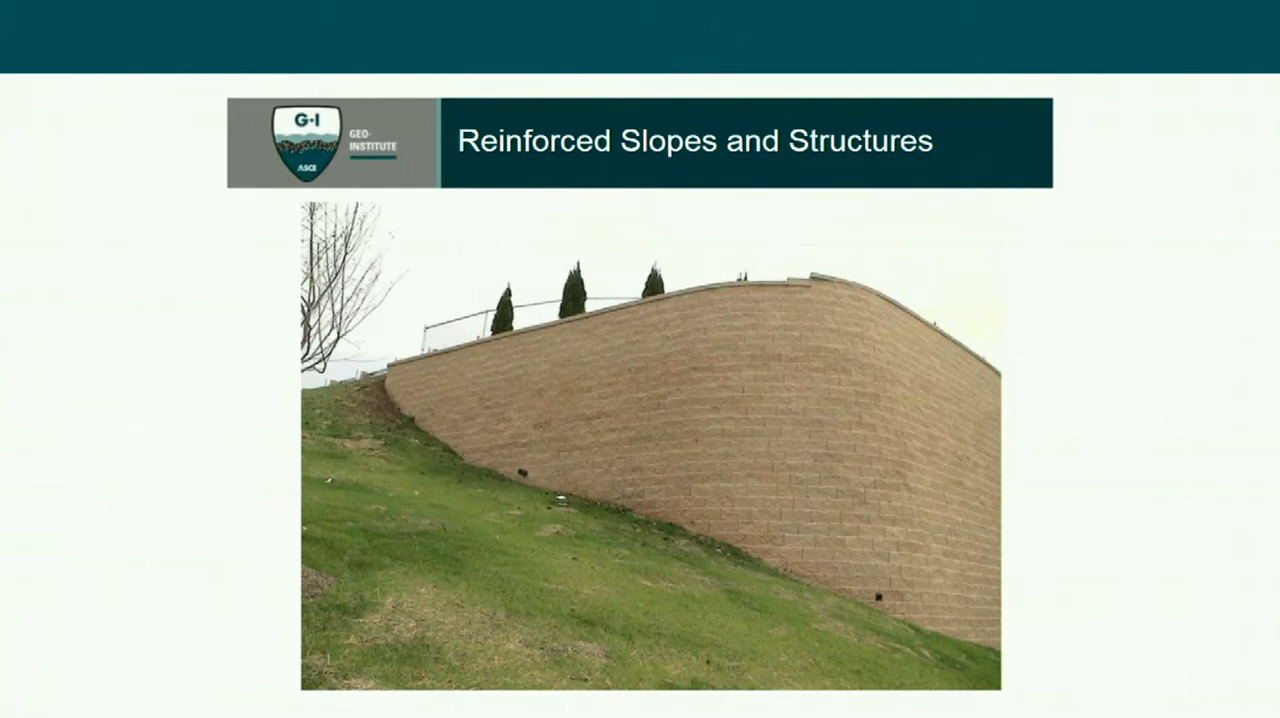 G-I
ASCE
GEO-
INSTITUTE
Reinforced Slopes and Structures